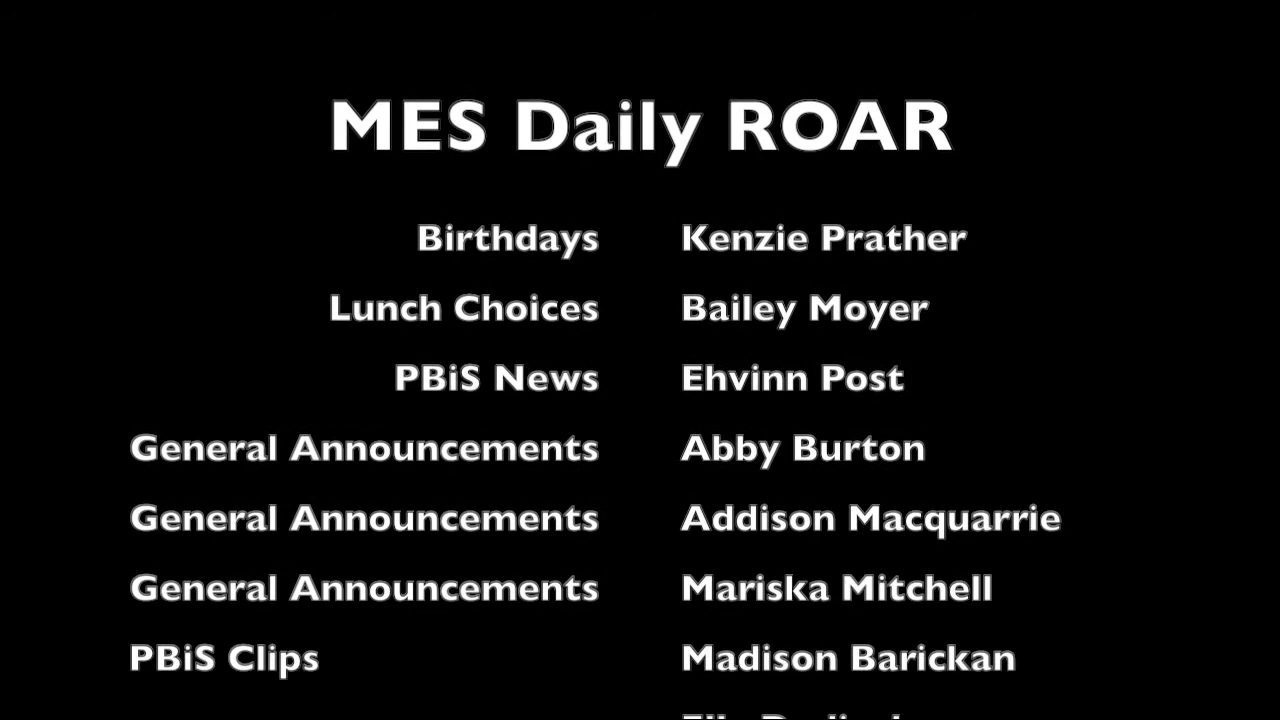 MES Daily ROAR
Birthdays Kenzie Prather
Lunch Choices Bailey Moyer
PBiS News Ehvinn Post
General Announcements Abby Burton
General Announcements Addison Macquarrie
General Announcements Mariska Mitchell
PBiS Clips Madison Barickan